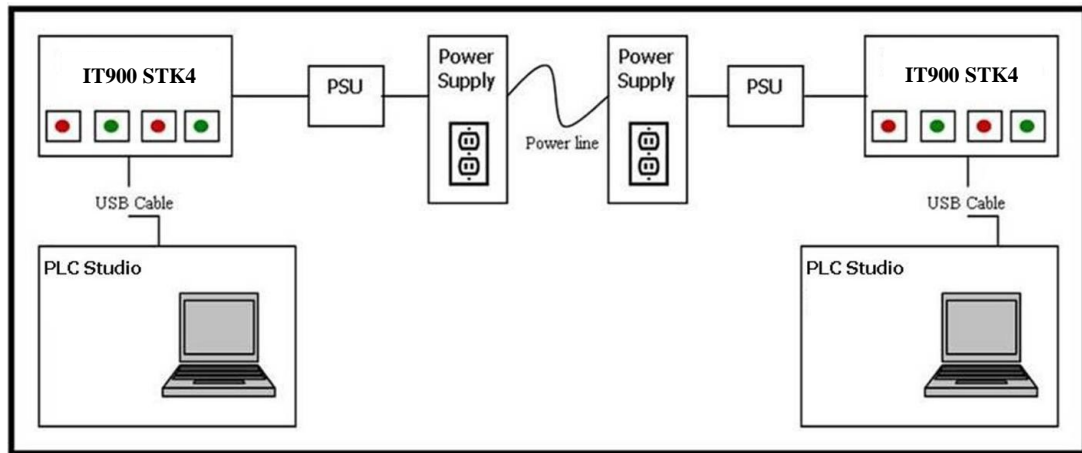 IT900 STK4
PSU
Power
Supply
Power line
Power
Supply
PSU
IT900 STK4
USB Cable
USB Cable
PLC Studio
PLC Studio